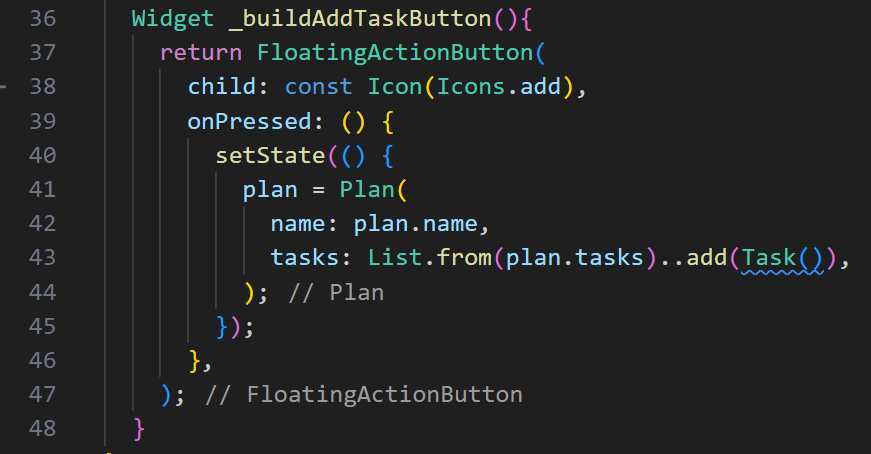 36 Widget _buildAddTaskButton(){
37 return FloatingActionButton(
38 child: const Icon(Icons.add),
39 onPressed: () {
40 setState(() {
41 plan = Plan(
42 name: plan.name,
43 tasks: List.from(plan.tasks)..add(Task()),
44 ); // Plan
45 });
46 },
47 ); // FloatingActionButton
48 }